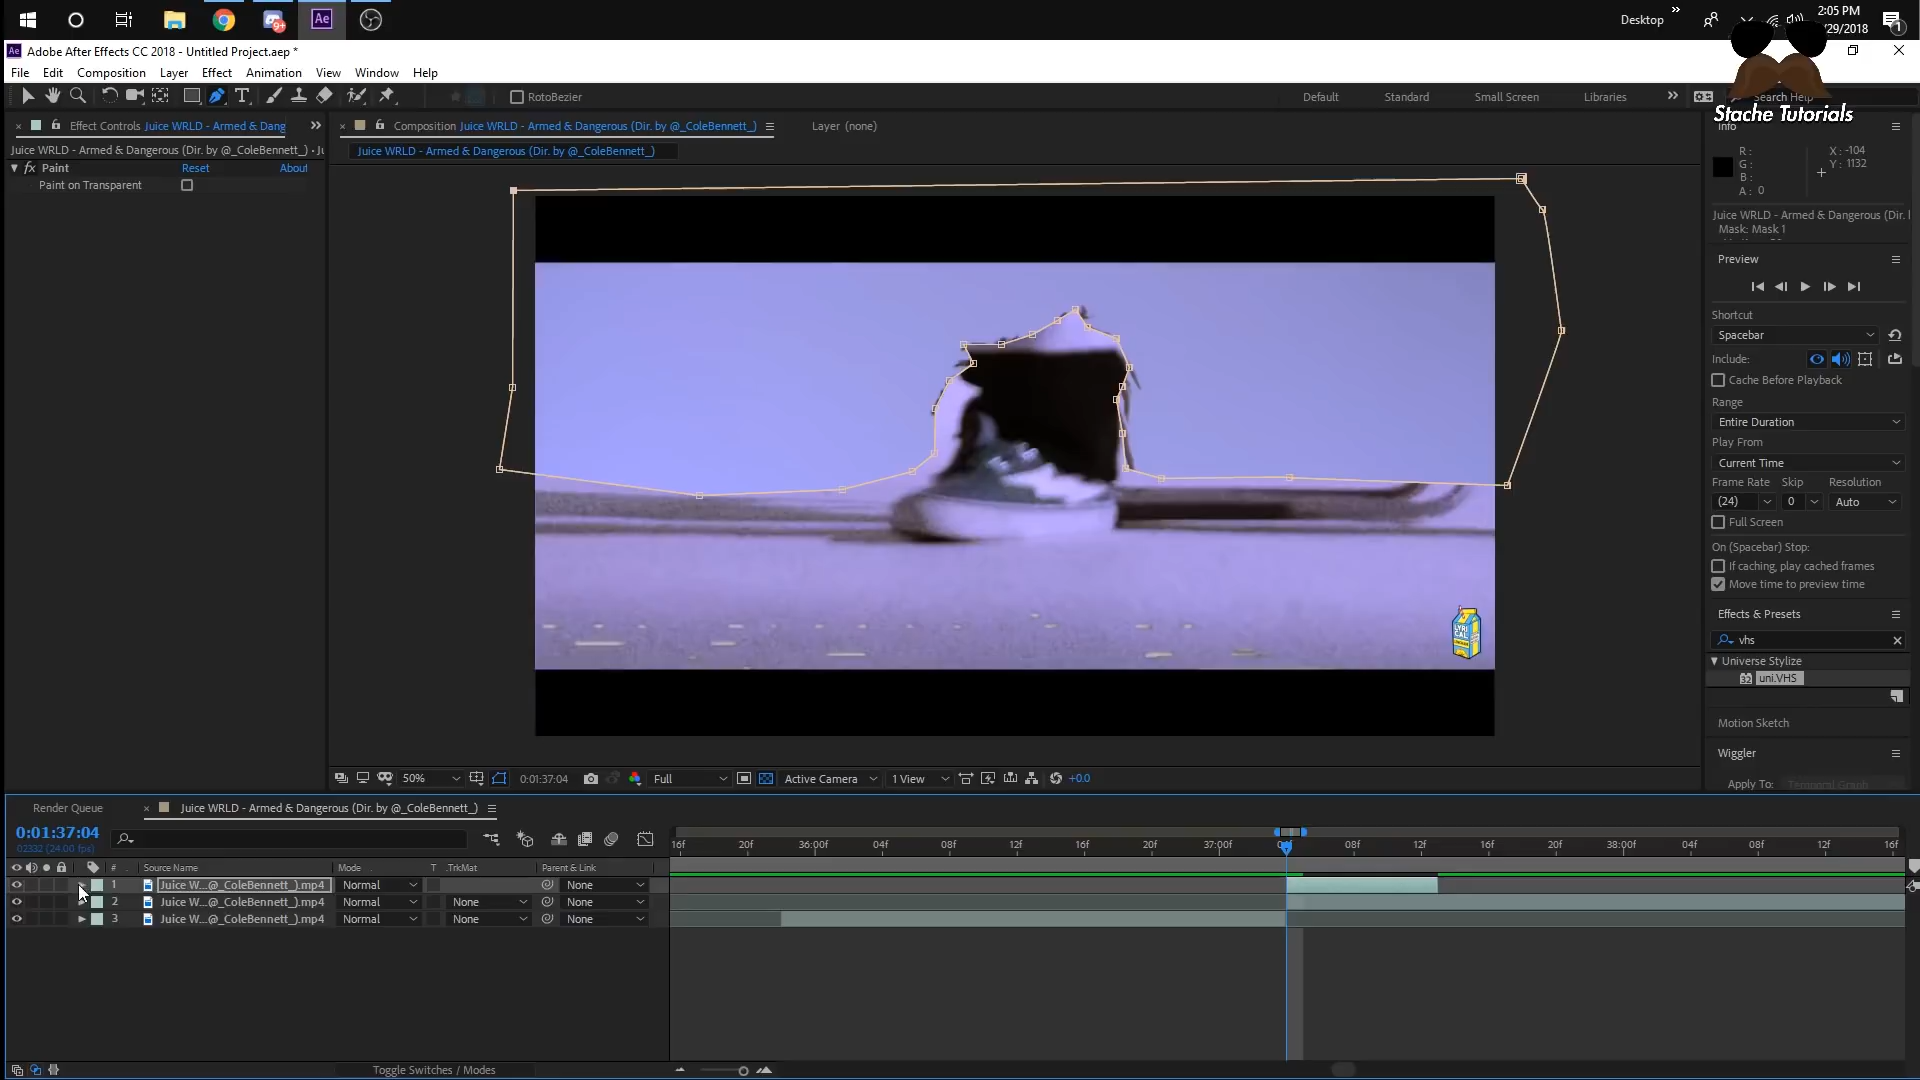 Desktop
2:05 PM
/29/2018
Adobe After Effects CC 2018 - Untitled Project.aep *
File Edit Composition Layer Effect Animation View Window Help
RotoBezier
Default Standard Small Screen Libraries Search Help
Stache Tutorials
Effect Controls Juice WRLD - Armed & Dang
Composition Juice WRLD - Armed & Dangerous (Dir. by @_ColeBennett_)
Layer (none)
Info
Juice WRLD - Armed & Dangerous (Dir. by @_ColeBennett_) • Ju
Juice WRLD - Armed & Dangerous (Dir. by @_ColeBennett_)
fx Paint Reset About
Paint on Transparent
R :
G :
B :
A : 0
X : -104
Y : 1132
Juice WRLD - Armed & Dangerous (Dir. l
Mask: Mask 1
Preview
Shortcut
Spacebar
Include:
Cache Before Playback
Range
Entire Duration
Play From
Current Time
Frame Rate Skip Resolution
(24) 0 Auto
Full Screen
On (Spacebar) Stop:
If caching, play cached frames
Move time to preview time
Effects & Presets
vhs
Universe Stylize
32 uni.VHS
Motion Sketch
Wiggler
Apply To: Temporal Graph
LYRI
CAL
50% 0:01:37:04 Full Active Camera 1 View +0.0
Render Queue
Juice WRLD - Armed & Dangerous (Dir. by @_ColeBennett_)
0:01:37:04
02332 (24.00 fps)
16f 20f 36:00f 04f 08f 12f 16f 20f 37:00f 08f 12f 16f 20f 38:00f 04f 08f 12f 16f
# Source Name Mode T .TrkMat Parent & Link
1 Juice W...@_ColeBennett_).mp4 Normal None
2 Juice W...@_ColeBennett_).mp4 Normal None None
3 Juice W...@_ColeBennett_).mp4 Normal None None
Toggle Switches / Modes